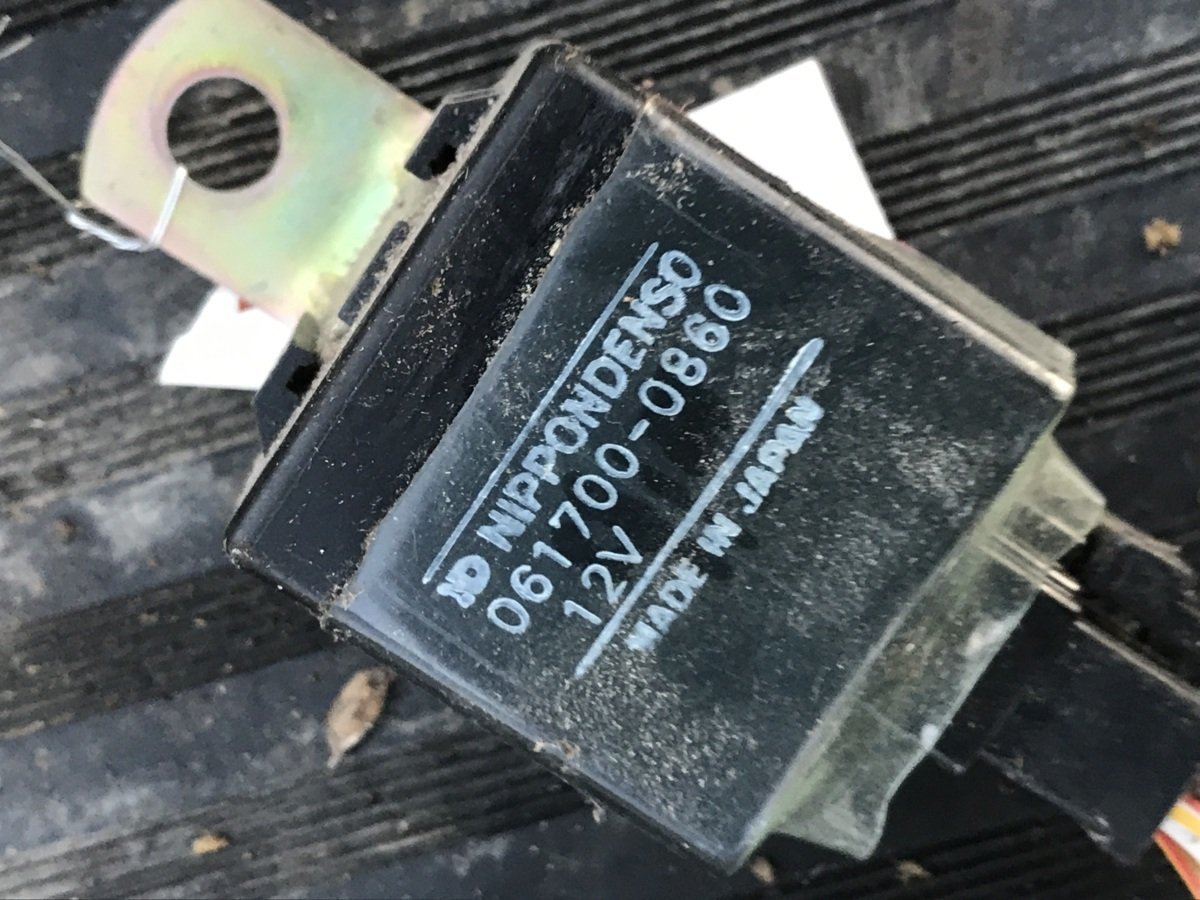 ND NIPPONDENSO
061700-0860
12V
MADE IN JAPAN